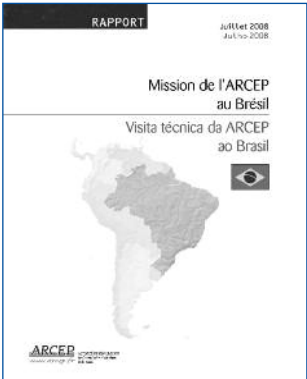 RAPPORT
Juillet 2008
Julho 2008
Mission de l'ARCEP
au Brésil
Visita técnica da ARCEP
ao Brasil
ARCEP